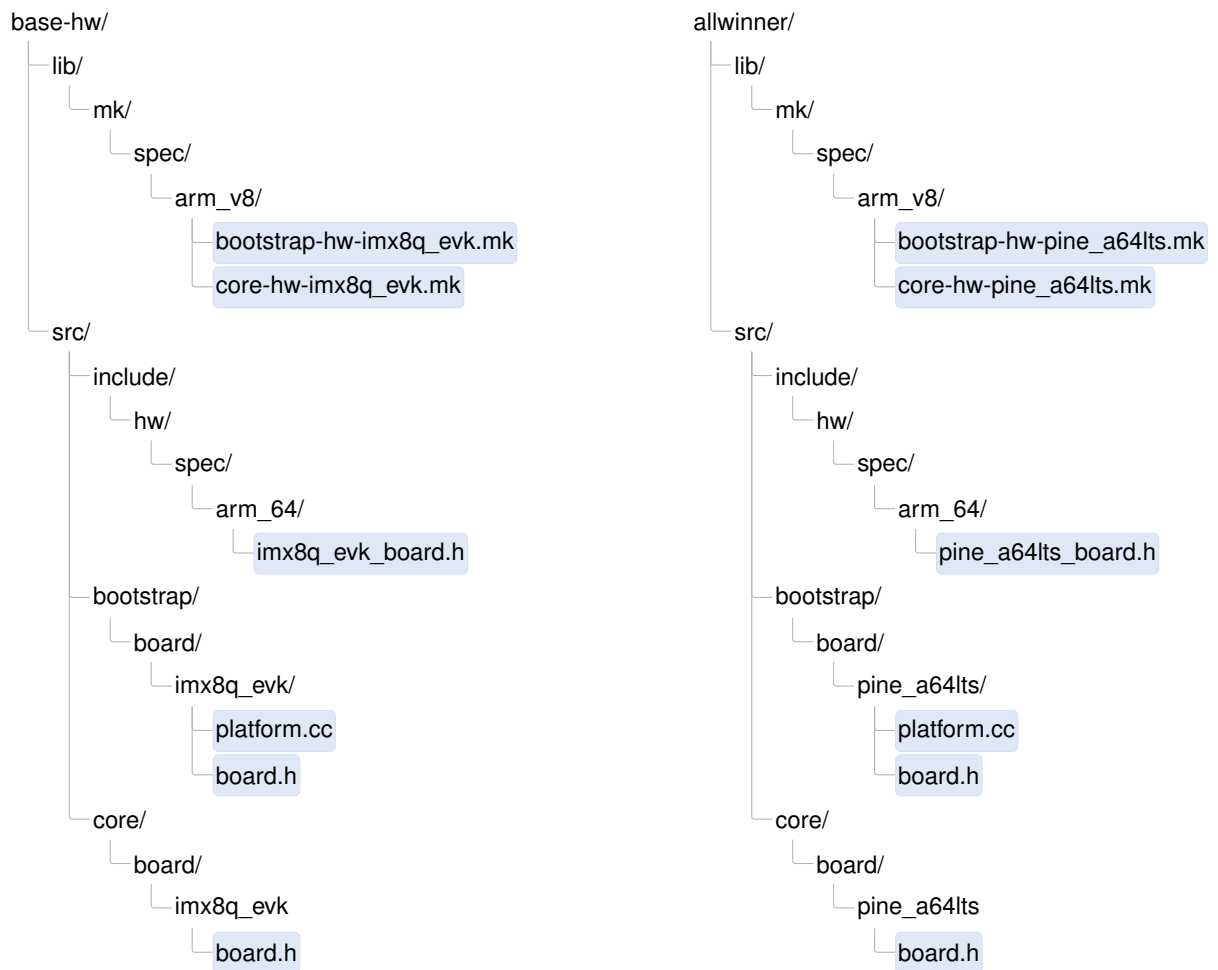 base-hw/
lib/
mk/
spec/
arm_v8/
bootstrap-hw-imx8q_evk.mk
core-hw-imx8q_evk.mk
src/
include/
hw/
spec/
arm_64/
imx8q_evk_board.h
bootstrap/
board/
imx8q_evk/
platform.cc
board.h
core/
board/
imx8q_evk
board.h
allwinner/
lib/
mk/
spec/
arm_v8/
bootstrap-hw-pine_a64lts.mk
core-hw-pine_a64lts.mk
src/
include/
hw/
spec/
arm_64/
pine_a64lts_board.h
bootstrap/
board/
pine_a64lts/
platform.cc
board.h
core/
board/
pine_a64lts
board.h